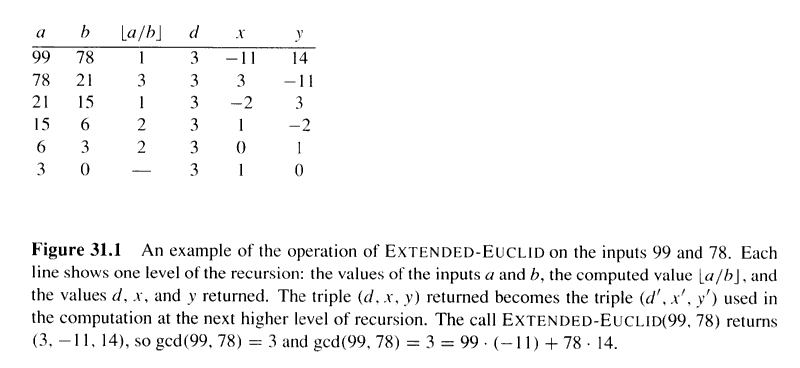 a b ⌊a/b⌋ d x y
99 78 1 3 −11 14
78 21 3 3 3 −11
21 15 1 3 −2 3
15 6 2 3 1 −2
6 3 2 3 0 1
3 0 — 3 1 0
Figure 31.1 An example of the operation of EXTENDED-EUCLID on the inputs 99 and 78. Each
line shows one level of the recursion: the values of the inputs a and b, the computed value ⌊a/b⌋, and
the values d, x, and y returned. The triple (d, x, y) returned becomes the triple (d′, x′, y′) used in
the computation at the next higher level of recursion. The call EXTENDED-EUCLID(99, 78) returns
(3, −11, 14), so gcd(99, 78) = 3 and gcd(99, 78) = 3 = 99 · (−11) + 78 · 14.